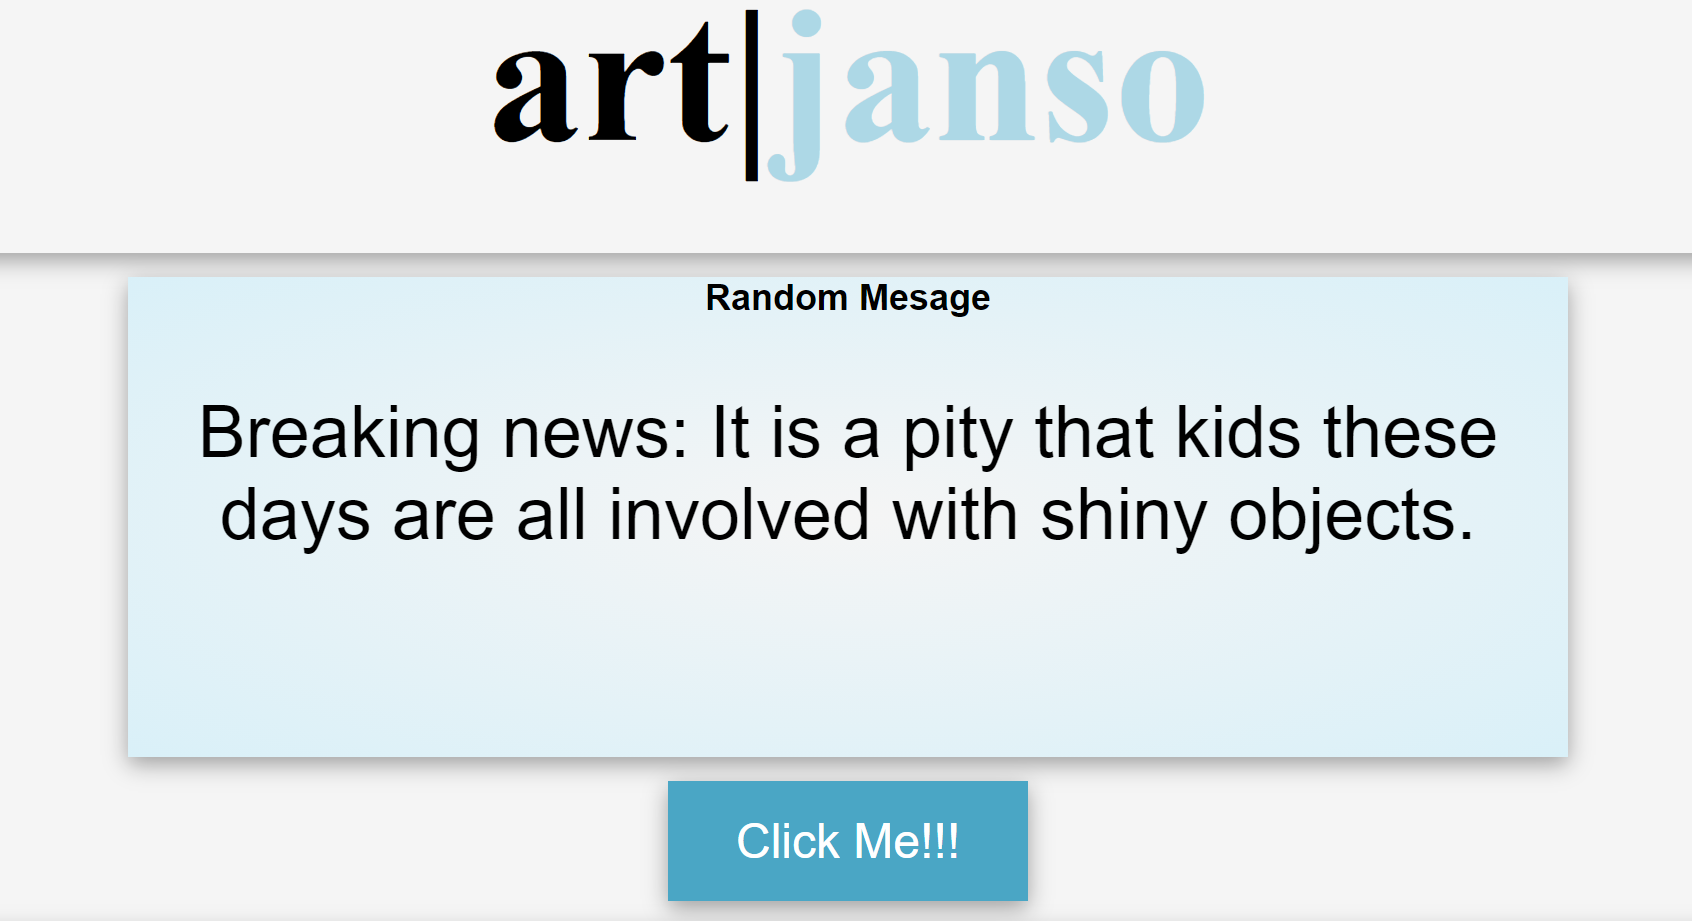 art|janso
Random Mesage
Breaking news: It is a pity that kids these
days are all involved with shiny objects.
Click Me!!!